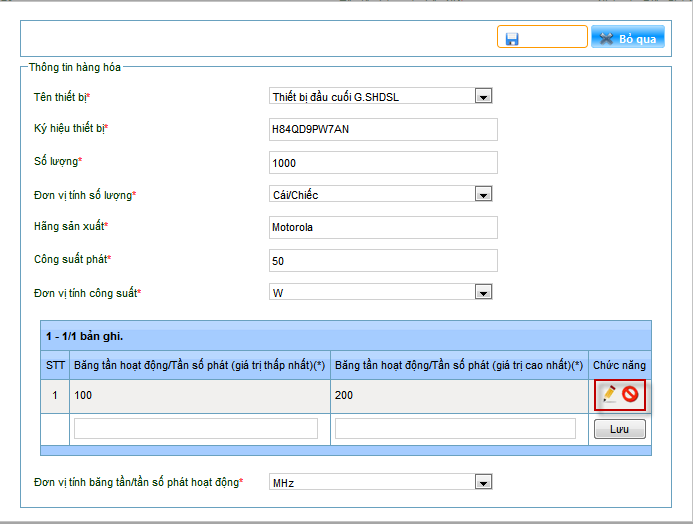 Bỏ qua
Thông tin hàng hóa
Tên thiết bị* Thiết bị đầu cuối G.SHDSL
Ký hiệu thiết bị* H84QD9PW7AN
Số lượng* 1000
Đơn vị tính số lượng* Cái/Chiếc
Hãng sản xuất* Motorola
Công suất phát* 50
Đơn vị tính công suất* W
1 - 1/1 bản ghi.
STT Băng tần hoạt động/Tần số phát (giá trị thấp nhất)(*) Băng tần hoạt động/Tần số phát (giá trị cao nhất)(*) Chức năng
1 100 200
Lưu
Đơn vị tính băng tần/tần số phát hoạt động* MHz